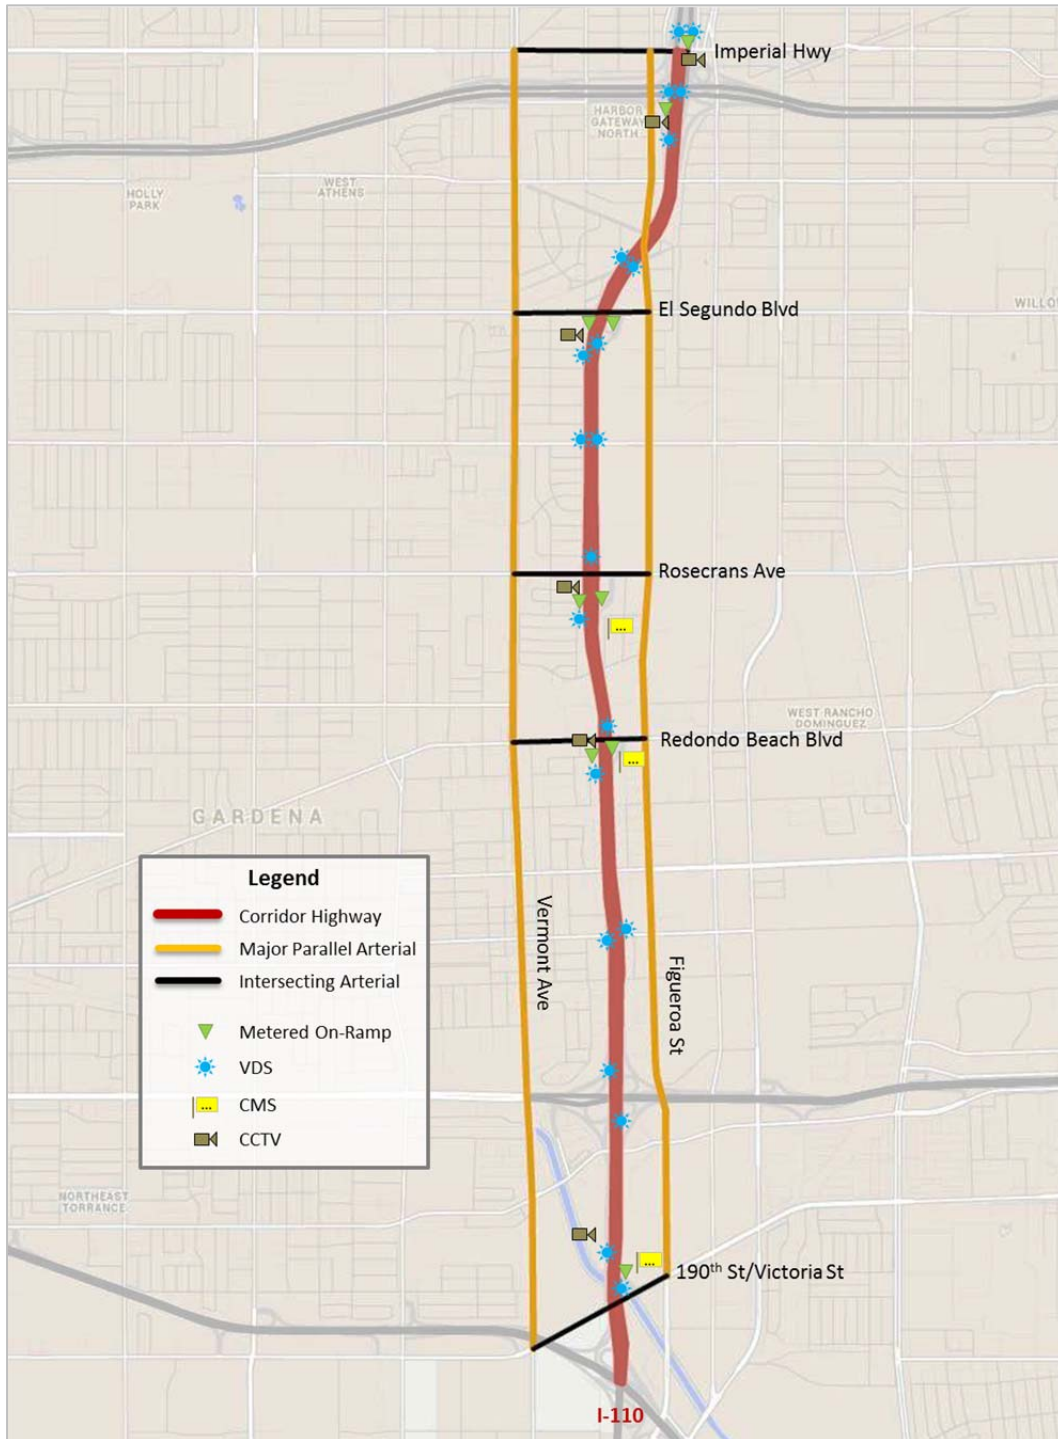 Imperial Hwy
HARBOR
GATEWAY
NORTH
WEST
ATHENS
HOLLY
PARK
El Segundo Blvd
WILLO
Rosecrans Ave
...
WEST RANCHO
DOMINGUEZ
Redondo Beach Blvd
...
GARDENA
Legend
Corridor Highway
Major Parallel Arterial
Intersecting Arterial
Metered On-Ramp
VDS
... CMS
CCTV
Vermont Ave
Figueroa St
NORTHEAST
TORRANCE
...
190th St/Victoria St
I-110